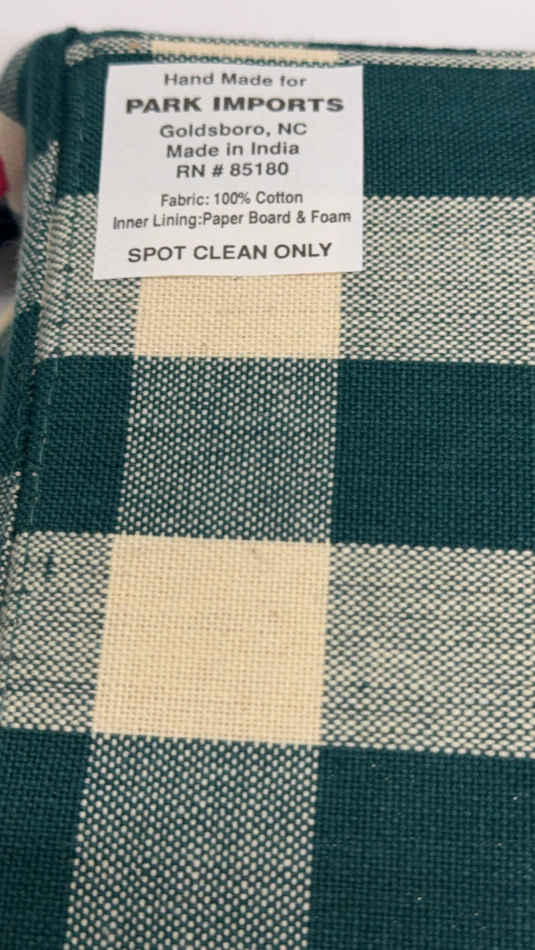 Hand Made for
PARK IMPORTS
Goldsboro, NC
Made in India
RN # 85180
Fabric: 100% Cotton
Inner Lining:Paper Board & Foam
SPOT CLEAN ONLY